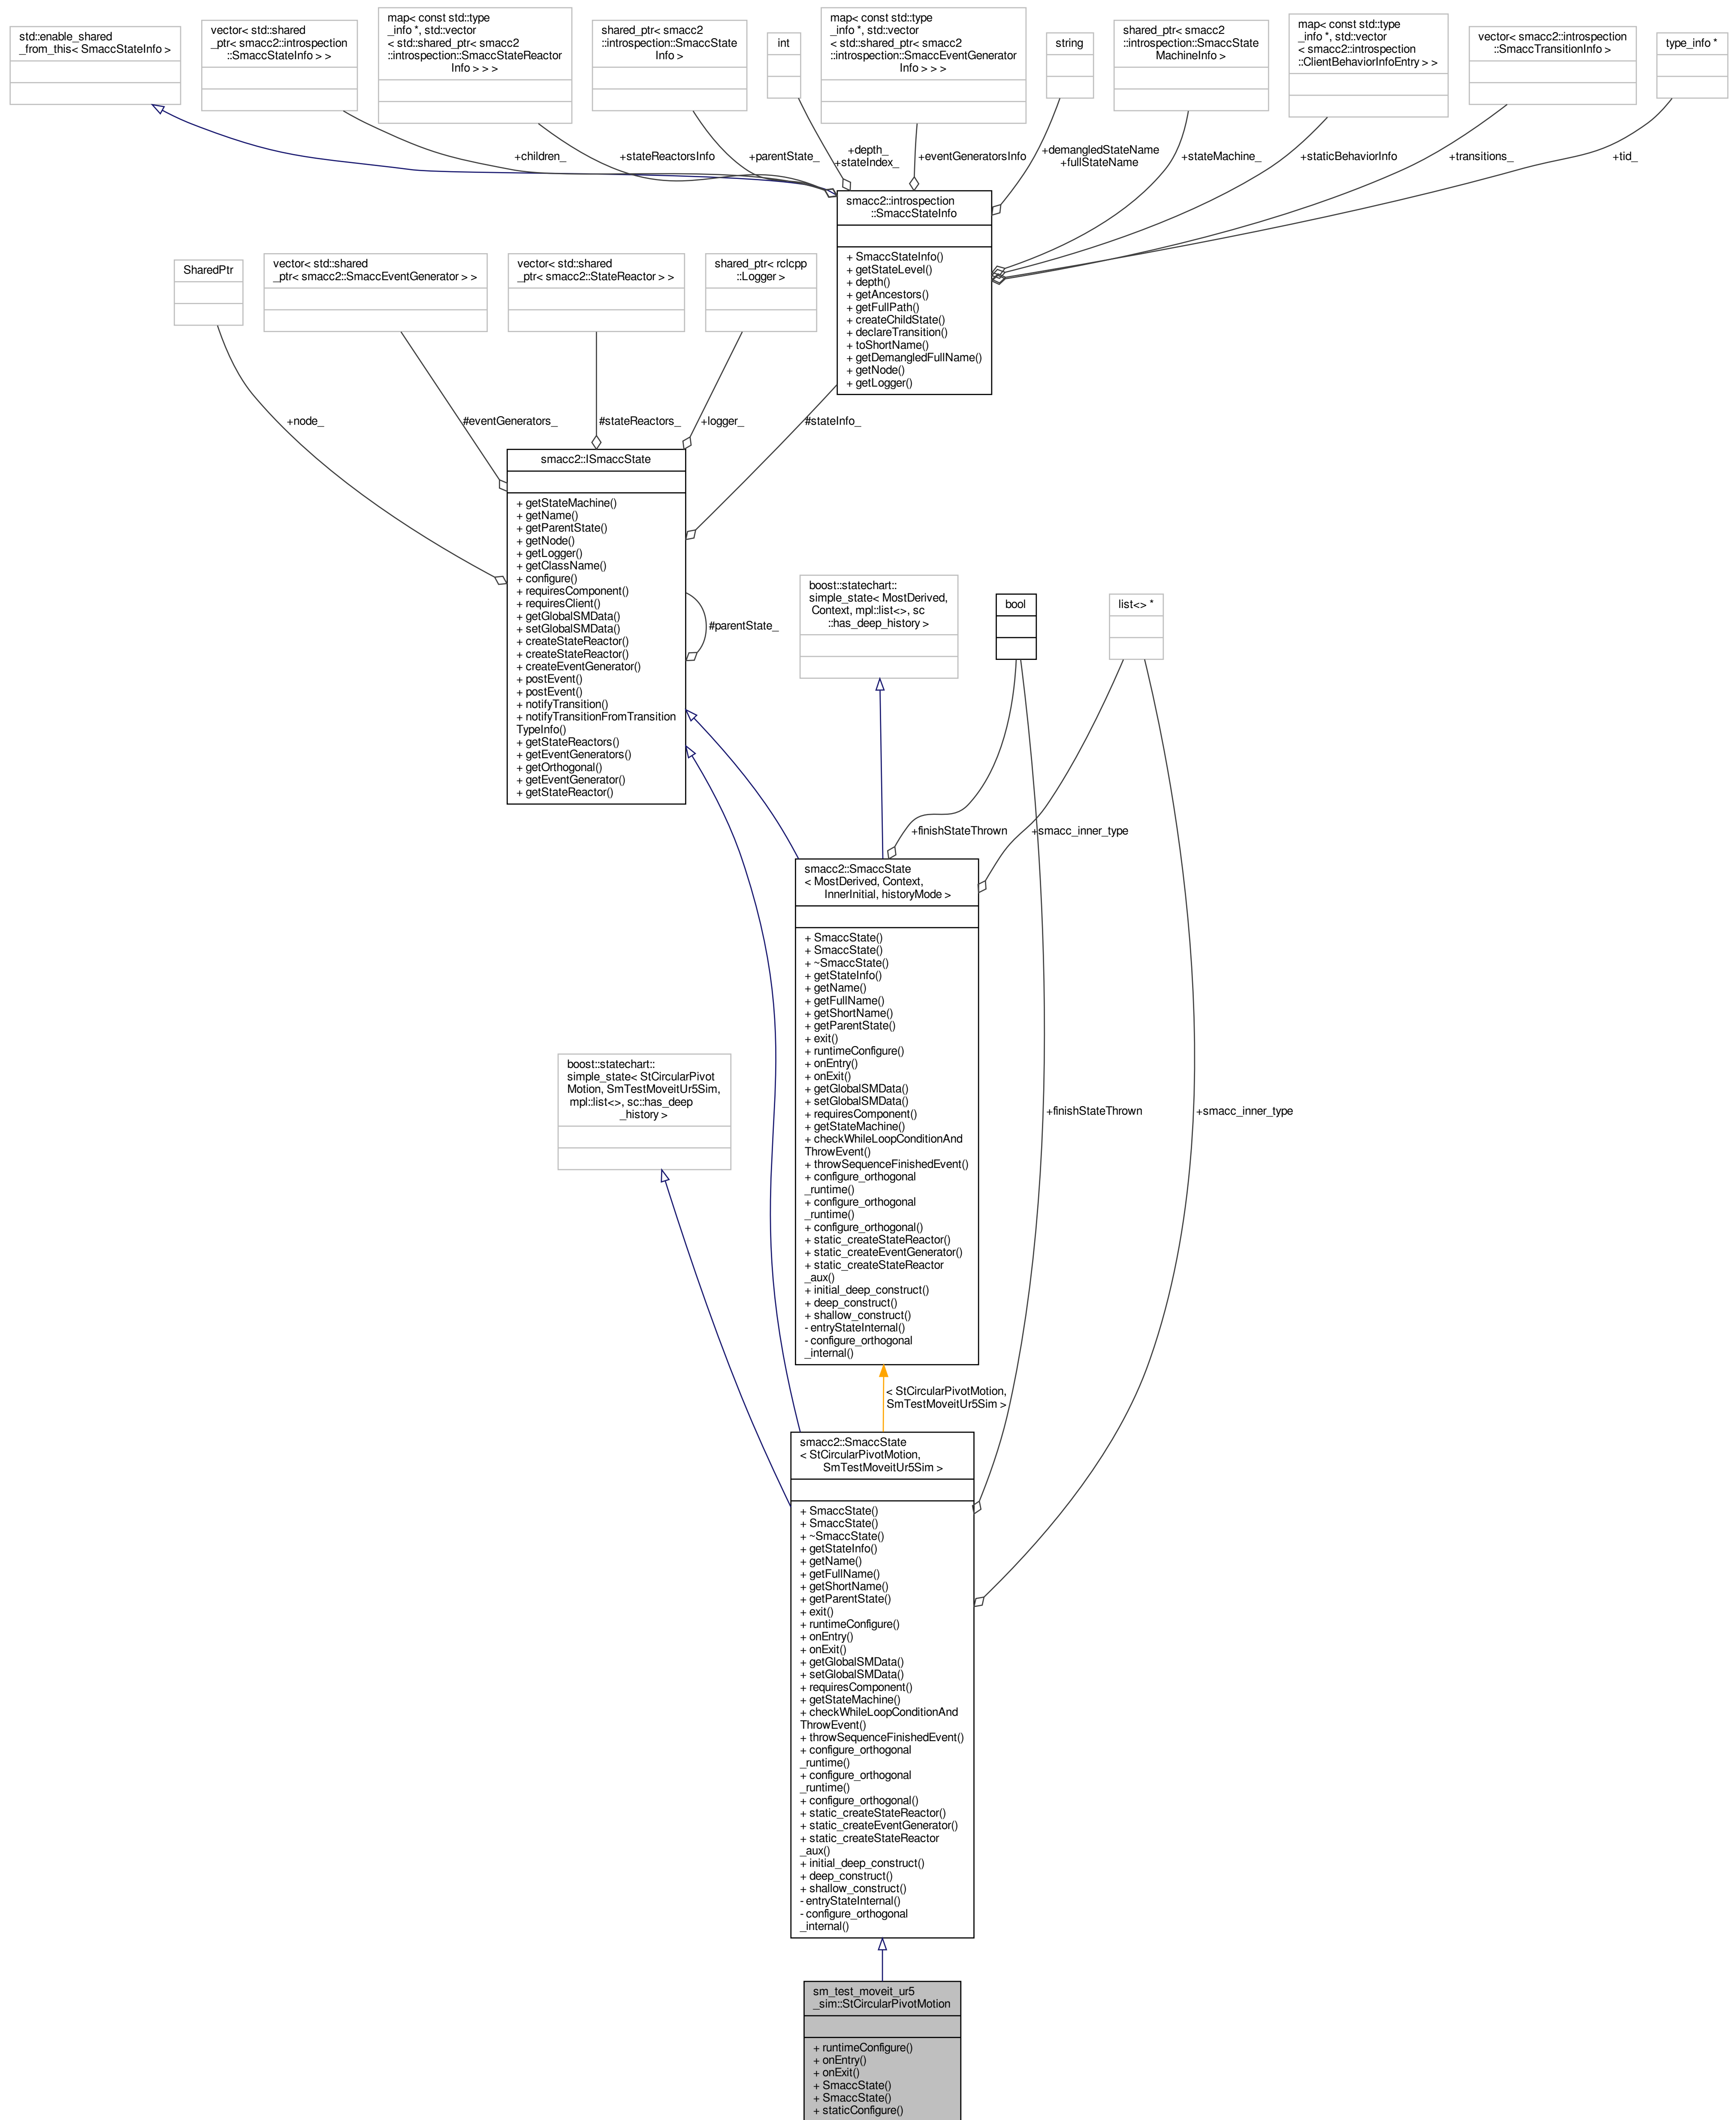 std::enable_shared
_from_this< SmaccStateInfo >
vector< std::shared
_ptr< smacc2::introspection
::SmaccStateInfo > >
map< const std::type
_info *, std::vector
< std::shared_ptr< smacc2
::introspection::SmaccStateReactor
Info > > >
shared_ptr< smacc2
::introspection::SmaccState
Info >
int
map< const std::type
_info *, std::vector
< std::shared_ptr< smacc2
::introspection::SmaccEventGenerator
Info > > >
string
shared_ptr< smacc2
::introspection::SmaccState
MachineInfo >
map< const std::type
_info *, std::vector
< smacc2::introspection
::ClientBehaviorInfoEntry > >
vector< smacc2::introspection
::SmaccTransitionInfo >
type_info *
+children_
+stateReactorsInfo
+parentState_
+depth_
+stateIndex_
+eventGeneratorsInfo
+demangledStateName
+fullStateName
+stateMachine_
+staticBehaviorInfo
+transitions_
+tid_
smacc2::introspection
::SmaccStateInfo
+ SmaccStateInfo()
+ getStateLevel()
+ depth()
+ getAncestors()
+ getFullPath()
+ createChildState()
+ declareTransition()
+ toShortName()
+ getDemangledFullName()
+ getNode()
+ getLogger()
SharedPtr
vector< std::shared
_ptr< smacc2::SmaccEventGenerator > >
vector< std::shared
_ptr< smacc2::StateReactor > >
shared_ptr< rclcpp
::Logger >
+node_
#eventGenerators_
#stateReactors_
+logger_
#stateInfo_
smacc2::ISmaccState
+ getStateMachine()
+ getName()
+ getParentState()
+ getNode()
+ getLogger()
+ getClassName()
+ configure()
+ requiresComponent()
+ requiresClient()
+ getGlobalSMData()
+ setGlobalSMData()
+ createStateReactor()
+ createStateReactor()
+ createEventGenerator()
+ postEvent()
+ postEvent()
+ notifyTransition()
+ notifyTransitionFromTransition
TypeInfo()
+ getStateReactors()
+ getEventGenerators()
+ getOrthogonal()
+ getEventGenerator()
+ getStateReactor()
#parentState_
boost::statechart::
simple_state< MostDerived,
Context, mpl::list<>, sc
::has_deep_history >
bool
list<> *
+finishStateThrown
+smacc_inner_type
smacc2::SmaccState
< MostDerived, Context,
InnerInitial, historyMode >
+ SmaccState()
+ SmaccState()
+ ~SmaccState()
+ getStateInfo()
+ getName()
+ getFullName()
+ getShortName()
+ getParentState()
+ exit()
+ runtimeConfigure()
+ onEntry()
+ onExit()
+ getGlobalSMData()
+ setGlobalSMData()
+ requiresComponent()
+ getStateMachine()
+ checkWhileLoopConditionAnd
ThrowEvent()
+ throwSequenceFinishedEvent()
+ configure_orthogonal
_runtime()
+ configure_orthogonal
_runtime()
+ configure_orthogonal()
+ static_createStateReactor()
+ static_createEventGenerator()
+ static_createStateReactor
_aux()
+ initial_deep_construct()
+ deep_construct()
+ shallow_construct()
- entryStateInternal()
- configure_orthogonal
_internal()
boost::statechart::
simple_state< StCircularPivot
Motion, SmTestMoveitUr5Sim,
mpl::list<>, sc::has_deep
_history >
+finishStateThrown
+smacc_inner_type
< StCircularPivotMotion,
SmTestMoveitUr5Sim >
smacc2::SmaccState
< StCircularPivotMotion,
SmTestMoveitUr5Sim >
+ SmaccState()
+ SmaccState()
+ ~SmaccState()
+ getStateInfo()
+ getName()
+ getFullName()
+ getShortName()
+ getParentState()
+ exit()
+ runtimeConfigure()
+ onEntry()
+ onExit()
+ getGlobalSMData()
+ setGlobalSMData()
+ requiresComponent()
+ getStateMachine()
+ checkWhileLoopConditionAnd
ThrowEvent()
+ throwSequenceFinishedEvent()
+ configure_orthogonal
_runtime()
+ configure_orthogonal
_runtime()
+ configure_orthogonal()
+ static_createStateReactor()
+ static_createEventGenerator()
+ static_createStateReactor
_aux()
+ initial_deep_construct()
+ deep_construct()
+ shallow_construct()
- entryStateInternal()
- configure_orthogonal
_internal()
sm_test_moveit_ur5
_sim::StCircularPivotMotion
+ runtimeConfigure()
+ onEntry()
+ onExit()
+ SmaccState()
+ SmaccState()
+ staticConfigure()